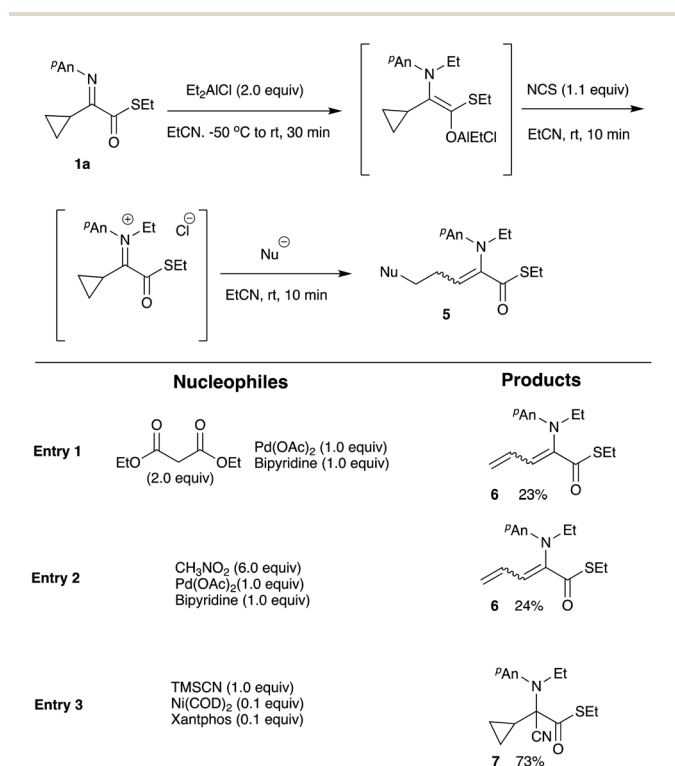 pAn
N
SEt
O
1a
Et2AlCl (2.0 equiv)
EtCN. -50 ºC to rt, 30 min
pAn
N
Et
SEt
OAlEtCl
NCS (1.1 equiv)
EtCN, rt, 10 min
pAn
⊕
N
Et
Cl⊖
SEt
O
Nu⊖
EtCN, rt, 10 min
pAn
N
Et
Nu
SEt
O
5
Nucleophiles
Products
Entry 1
O O
EtO OEt
(2.0 equiv)
Pd(OAc)2 (1.0 equiv)
Bipyridine (1.0 equiv)
pAn
N
Et
SEt
O
6 23%
Entry 2
CH3NO2 (6.0 equiv)
Pd(OAc)2(1.0 equiv)
Bipyridine (1.0 equiv)
pAn
N
Et
SEt
6 24% O
Entry 3
TMSCN (1.0 equiv)
Ni(COD)2 (0.1 equiv)
Xantphos (0.1 equiv)
pAn
N
Et
SEt
CN
O
7 73%